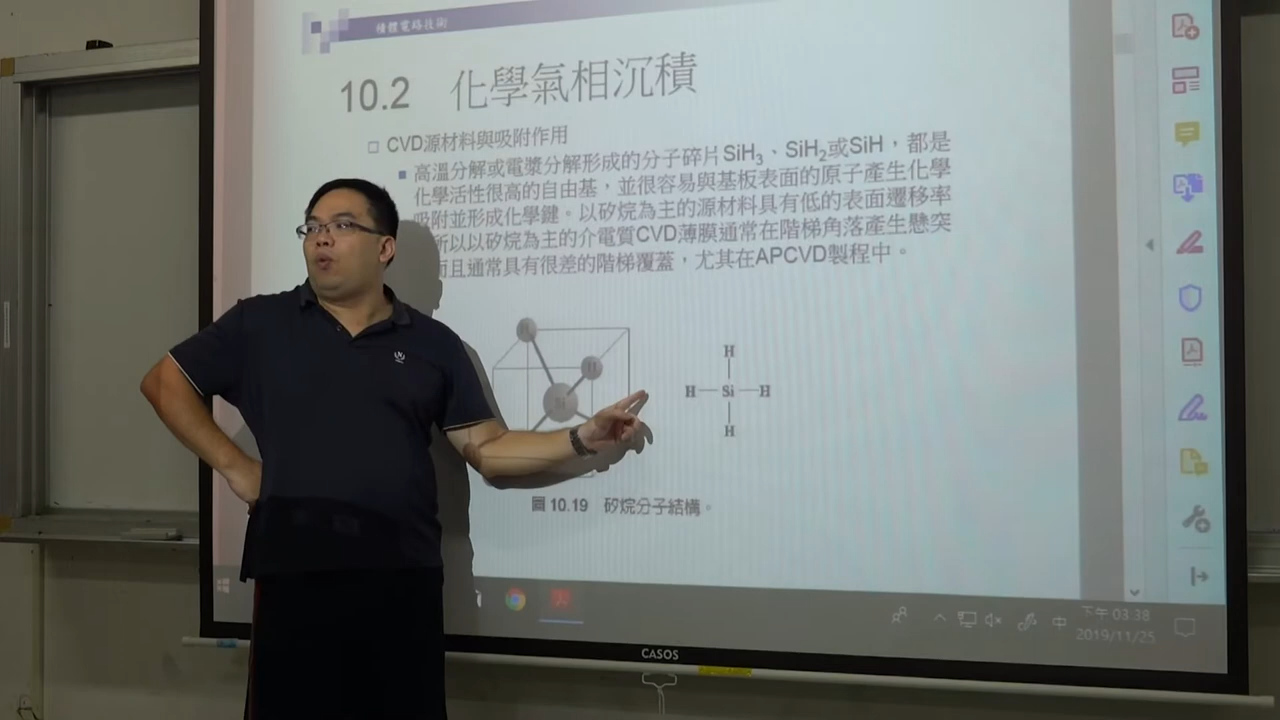 積體電路技術
10.2 化學氣相沉積
CVD源材料與吸附作用
高溫分解或電漿分解形成的分子碎片SiH₃、SiH₂或SiH，都是
化學活性很高的自由基，並很容易與基板表面的原子產生化學
吸附並形成化學鍵。以矽烷為主的源材料具有低的表面遷移率
所以以矽烷為主的介電質CVD薄膜通常在階梯角落產生懸突
而且通常具有很差的階梯覆蓋，尤其在APCVD製程中。
H
H
H
H Si H
H
圖 10.19 矽烷分子結構。
中
下午 03:38
2019/11/25
CASOS